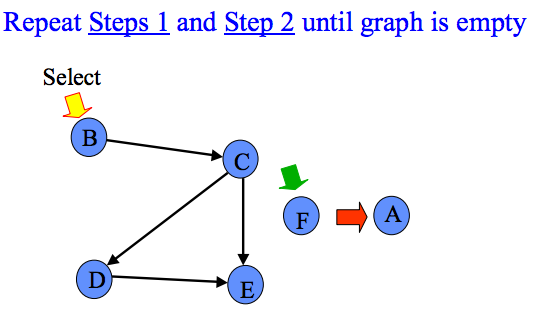 Repeat Steps 1 and Step 2 until graph is empty
Select
B
C
F
A
D
E